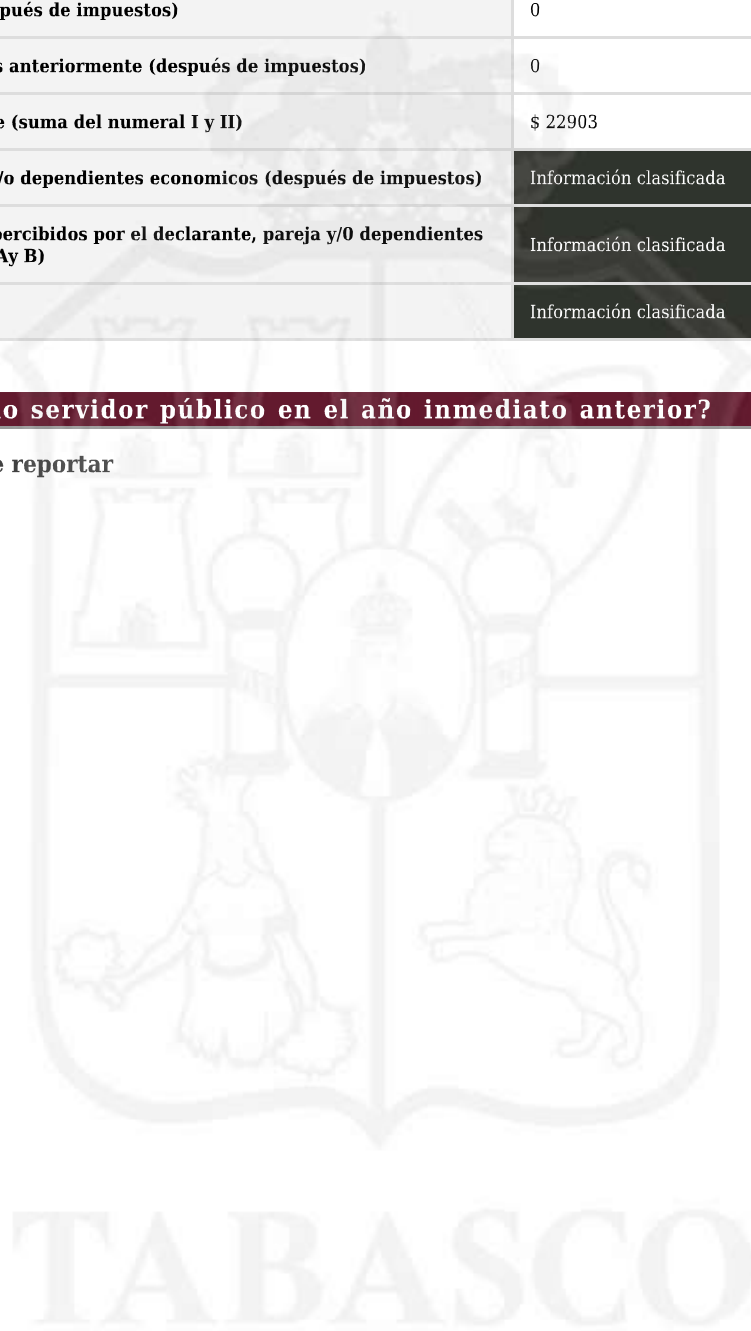 pués de impuestos)
0
s anteriormente (después de impuestos)
0
e (suma del numeral I y II)
$ 22903
/o dependientes economicos (después de impuestos)
Información clasificada
percibidos por el declarante, pareja y/0 dependientes
Ay B)
Información clasificada
Información clasificada
o servidor público en el año inmediato anterior?
e reportar
TABASCO